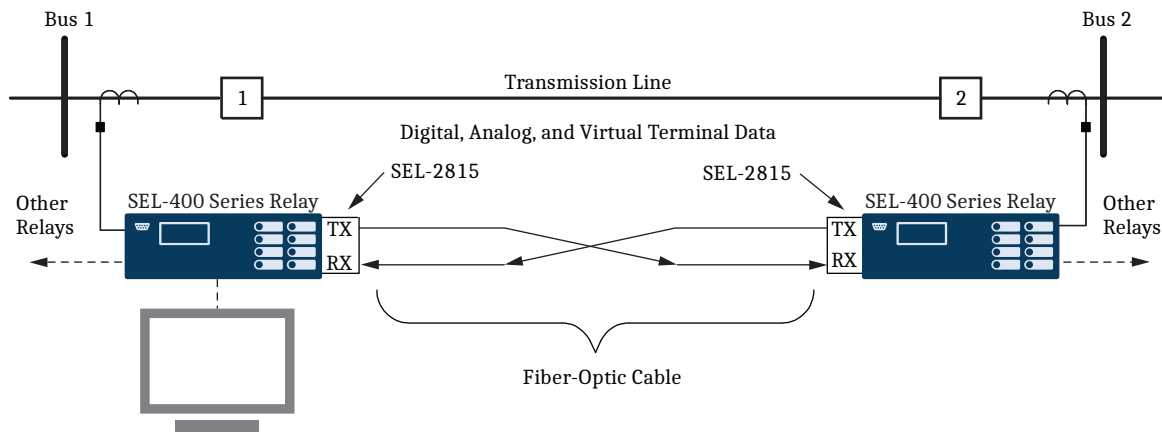 Bus 1
Bus 2
Transmission Line
1
2
Digital, Analog, and Virtual Terminal Data
SEL-2815
SEL-2815
Other
Relays
SEL-400 Series Relay
SEL-400 Series Relay
Other
Relays
TX
TX
RX
RX
Fiber-Optic Cable